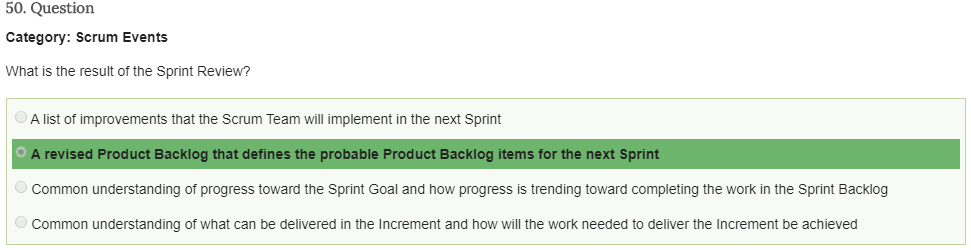 50. Question
Category: Scrum Events
What is the result of the Sprint Review?
A list of improvements that the Scrum Team will implement in the next Sprint
A revised Product Backlog that defines the probable Product Backlog items for the next Sprint
Common understanding of progress toward the Sprint Goal and how progress is trending toward completing the work in the Sprint Backlog
Common understanding of what can be delivered in the Increment and how will the work needed to deliver the Increment be achieved